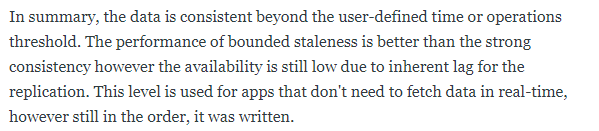 In summary, the data is consistent beyond the user-defined time or operations
threshold. The performance of bounded staleness is better than the strong
consistency however the availability is still low due to inherent lag for the
replication. This level is used for apps that don't need to fetch data in real-time,
however still in the order, it was written.